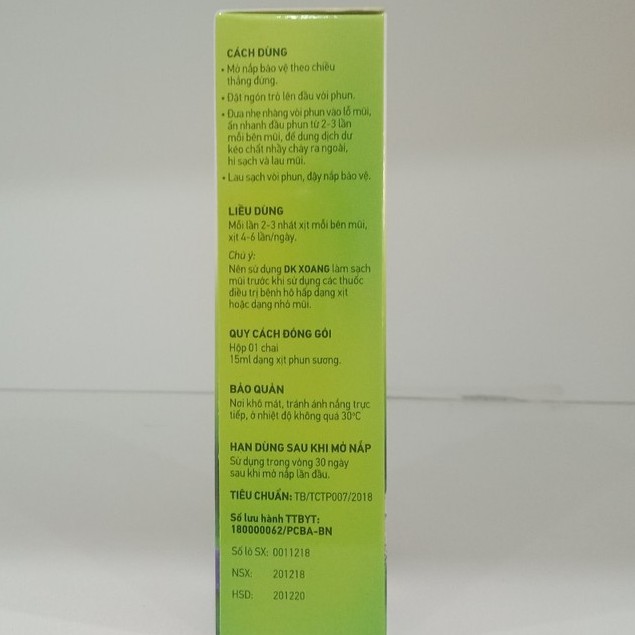 CÁCH DÙNG
• Mở nắp bảo vệ theo chiều
thẳng đứng.
• Đặt ngón trỏ lên đầu vòi phun.
• Đưa nhẹ nhàng vòi phun vào lỗ mũi,
ấn nhanh đầu phun từ 2-3 lần
mỗi bên mũi, để dung dịch dư
kéo chất nhầy chảy ra ngoài,
hỉ sạch và lau mũi.
• Lau sạch vòi phun, đậy nắp bảo vệ.
LIỀU DÙNG
Mỗi lần 2-3 nhát xịt mỗi bên mũi,
xịt 4-6 lần/ngày.
Chú ý:
Nên sử dụng DK XOANG làm sạch
mũi trước khi sử dụng các thuốc
điều trị bệnh hô hấp dạng xịt
hoặc dạng nhỏ mũi.
QUY CÁCH ĐÓNG GÓI
Hộp 01 chai
15ml dạng xịt phun sương.
BẢO QUẢN
Nơi khô mát, tránh ánh nắng trực
tiếp, ở nhiệt độ không quá 30°C
HẠN DÙNG SAU KHI MỞ NẮP
Sử dụng trong vòng 30 ngày
sau khi mở nắp lần đầu.
TIÊU CHUẨN: TB/TCTP007/2018
Số lưu hành TTBYT:
180000062/PCBA-BN
Số lô SX: 0011218
NSX: 201218
HSD: 201220